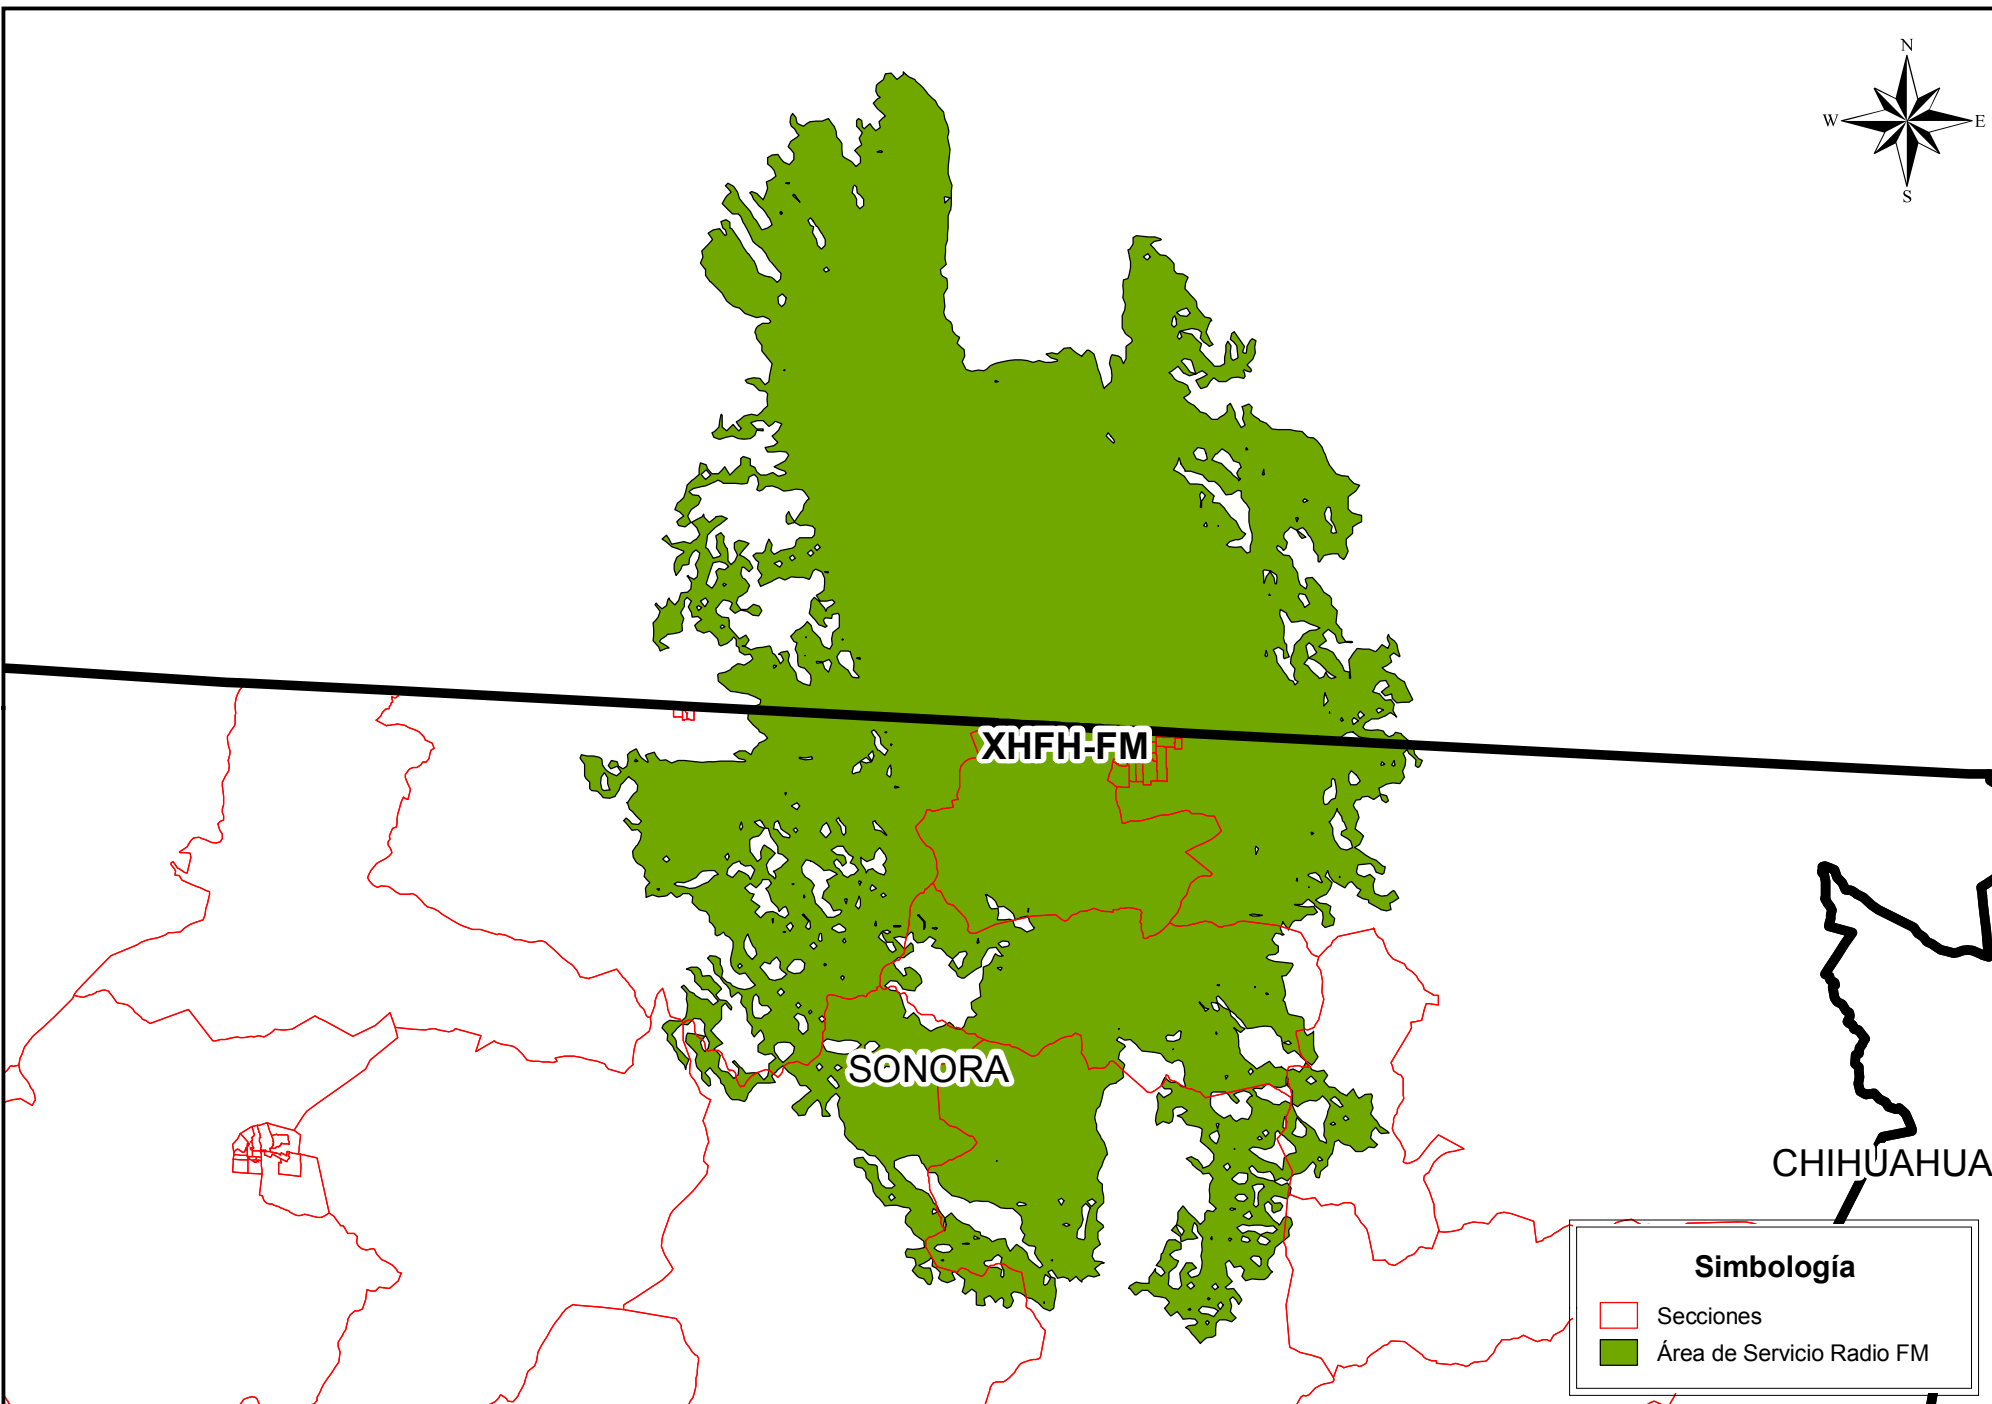 N
W E
S
XHFH-FM
SONORA
CHIHUAHUA
Simbología
Secciones
Área de Servicio Radio FM